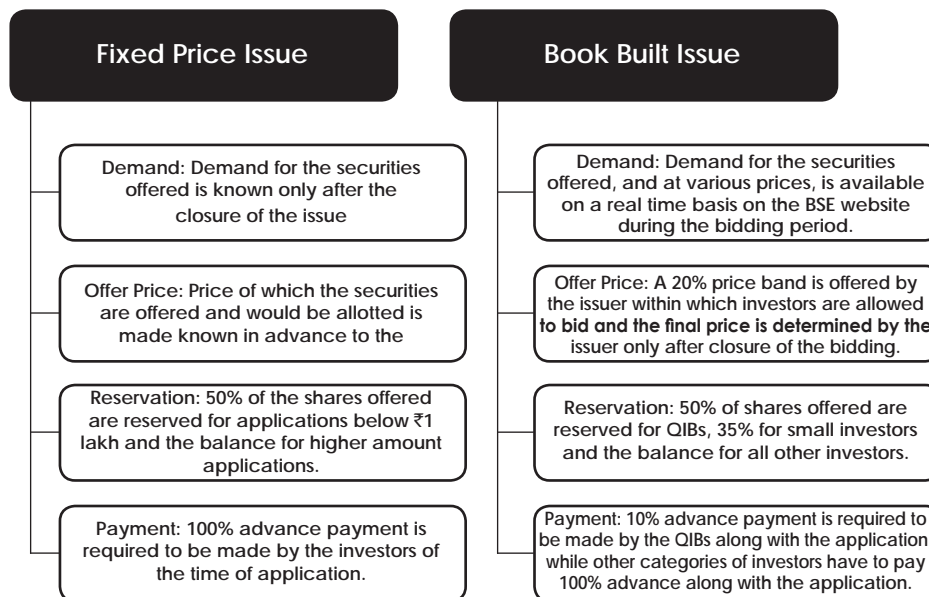 Fixed Price Issue
Demand: Demand for the securities
offered is known only after the
closure of the issue
Offer Price: Price of which the securities
are offered and would be allotted is
made known in advance to the
Reservation: 50% of the shares offered
are reserved for applications below ₹1
lakh and the balance for higher amount
applications.
Payment: 100% advance payment is
required to be made by the investors of
the time of application.
Book Built Issue
Demand: Demand for the securities
offered, and at various prices, is available
on a real time basis on the BSE website
during the bidding period.
Offer Price: A 20% price band is offered by
the issuer within which investors are allowed
to bid and the final price is determined by the
issuer only after closure of the bidding.
Reservation: 50% of shares offered are
reserved for QIBs, 35% for small investors
and the balance for all other investors.
Payment: 10% advance payment is required to
be made by the QIBs along with the application
while other categories of investors have to pay
100% advance along with the application.